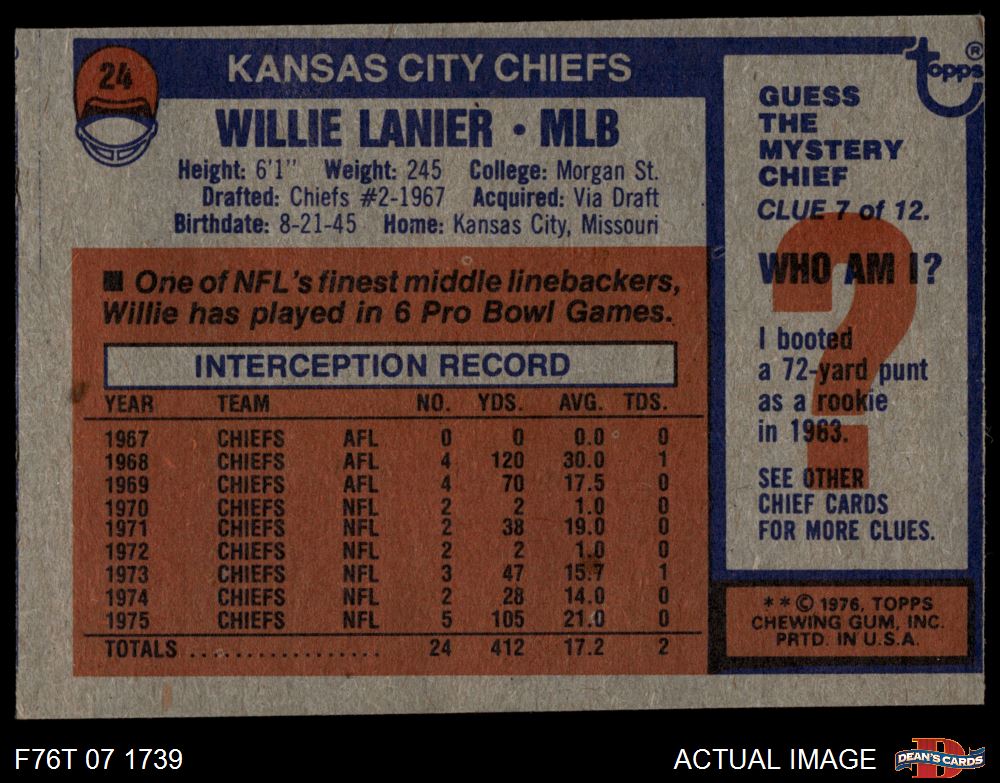 24
KANSAS CITY CHIEFS
WILLIE LANIER • MLB
Height: 6'1" Weight: 245 College: Morgan St.
Drafted: Chiefs #2-1967 Acquired: Via Draft
Birthdate: 8-21-45 Home: Kansas City, Missouri
■ One of NFL's finest middle linebackers,
Willie has played in 6 Pro Bowl Games.
INTERCEPTION RECORD
YEAR TEAM NO. YDS. AVG. TDS.
1967 CHIEFS AFL 0 0 0.0 0
1968 CHIEFS AFL 4 120 30.0 1
1969 CHIEFS AFL 4 70 17.5 0
1970 CHIEFS NFL 2 2 1.0 0
1971 CHIEFS NFL 2 38 19.0 0
1972 CHIEFS NFL 2 2 1.0 0
1973 CHIEFS NFL 3 47 15.7 1
1974 CHIEFS NFL 2 28 14.0 0
1975 CHIEFS NFL 5 105 21.0 0
TOTALS .................. 24 412 17.2 2
topps ®
GUESS
THE
MYSTERY
CHIEF
CLUE 7 of 12.
?
WHO AM I?
I booted
a 72-yard punt
as a rookie
in 1963.
SEE OTHER
CHIEF CARDS
FOR MORE CLUES.
* * © 1976, TOPPS
CHEWING GUM, INC.
PRTD. IN U.S.A.
F76T 07 1739
ACTUAL IMAGE
D
DEAN'S CARDS